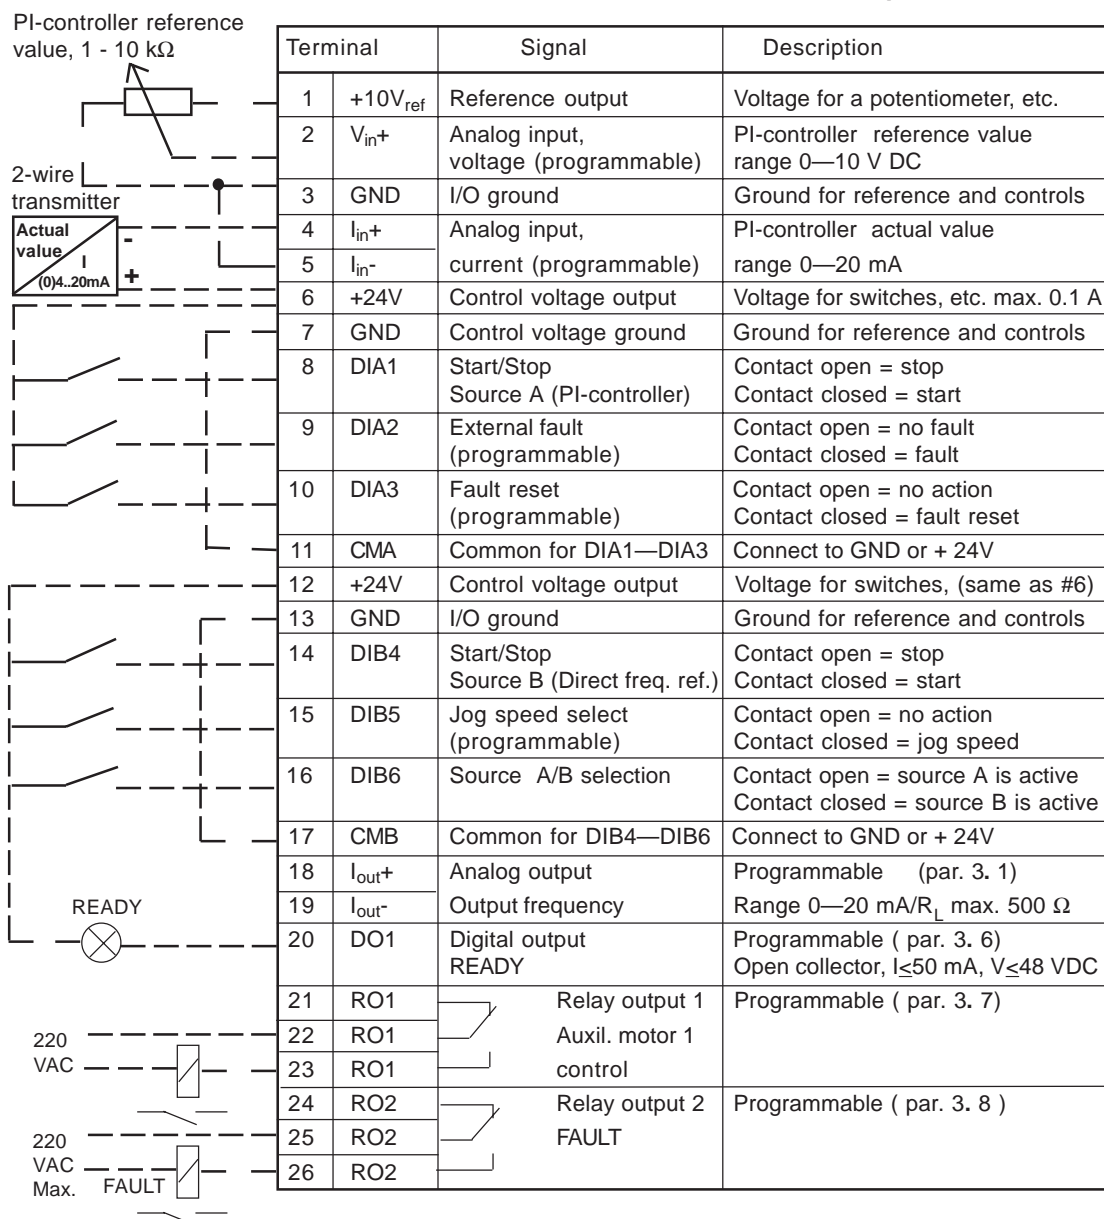 PI-controller reference
value, 1 - 10 kΩ
2-wire
transmitter
Actual
value
I
(0)4..20mA
-
+
READY
220
VAC
220
VAC
Max.
FAULT
Terminal Signal Description
1 +10Vref Reference output Voltage for a potentiometer, etc.
2 Vin+ Analog input, PI-controller reference value
voltage (programmable) range 0—10 V DC
3 GND I/O ground Ground for reference and controls
4 Iin+ Analog input, PI-controller actual value
5 Iin- current (programmable) range 0—20 mA
6 +24V Control voltage output Voltage for switches, etc. max. 0.1 A
7 GND Control voltage ground Ground for reference and controls
8 DIA1 Start/Stop Contact open = stop
Source A (PI-controller) Contact closed = start
9 DIA2 External fault Contact open = no fault
(programmable) Contact closed = fault
10 DIA3 Fault reset Contact open = no action
(programmable) Contact closed = fault reset
11 CMA Common for DIA1—DIA3 Connect to GND or + 24V
12 +24V Control voltage output Voltage for switches, (same as #6)
13 GND I/O ground Ground for reference and controls
14 DIB4 Start/Stop Contact open = stop
Source B (Direct freq. ref.) Contact closed = start
15 DIB5 Jog speed select Contact open = no action
(programmable) Contact closed = jog speed
16 DIB6 Source A/B selection Contact open = source A is active
Contact closed = source B is active
17 CMB Common for DIB4—DIB6 Connect to GND or + 24V
18 Iout+ Analog output Programmable (par. 3. 1)
19 Iout- Output frequency Range 0—20 mA/RL max. 500 Ω
20 DO1 Digital output Programmable ( par. 3. 6)
READY Open collector, I≤50 mA, V≤48 VDC
21 RO1 Relay output 1 Programmable ( par. 3. 7)
22 RO1 Auxil. motor 1
23 RO1 control
24 RO2 Relay output 2 Programmable ( par. 3. 8 )
25 RO2 FAULT
26 RO2